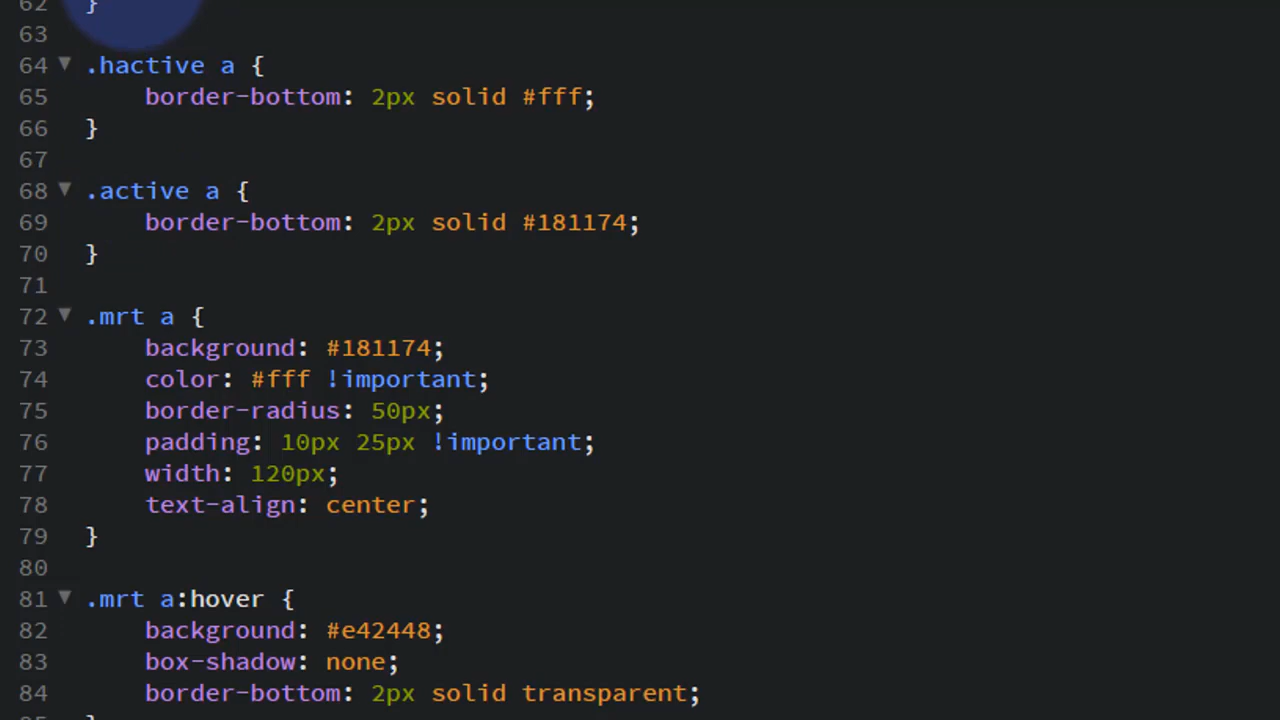 62 }
63
64 .hactive a {
65 border-bottom: 2px solid #fff;
66 }
67
68 .active a {
69 border-bottom: 2px solid #181174;
70 }
71
72 .mrt a {
73 background: #181174;
74 color: #fff !important;
75 border-radius: 50px;
76 padding: 10px 25px !important;
77 width: 120px;
78 text-align: center;
79 }
80
81 .mrt a:hover {
82 background: #e42448;
83 box-shadow: none;
84 border-bottom: 2px solid transparent;
85 }